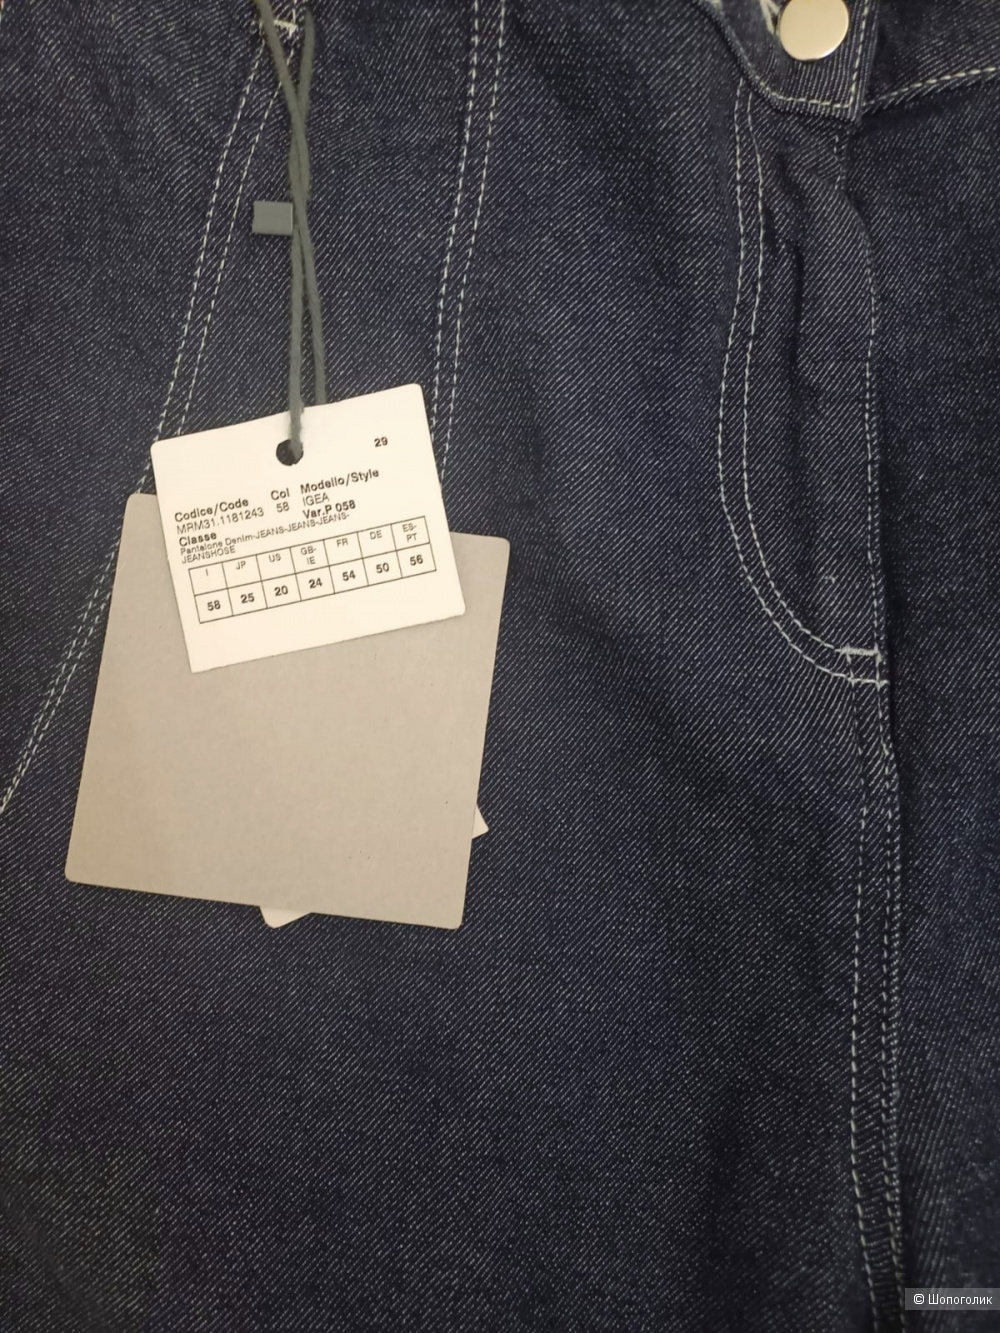 29
Codice/Code Col Modello/Style
MRM31.1181243 58 IGEA
Classe Var.P 058
Pantalone Denim-JEANS-JEANS-JEANS-
JEANSHOSE
I JP US GB-IE FR DE ES-PT
58 25 20 24 54 50 56
© Шопоголик